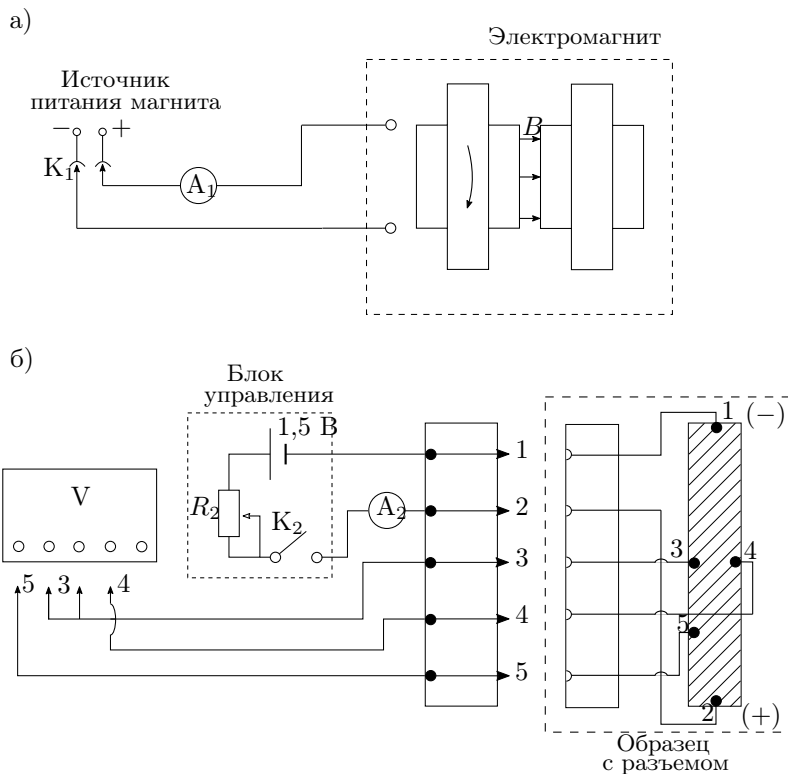 а)
Электромагнит
Источник
питания магнита
− +
B
K1
A1
б)
Блок
управления
1,5 В
1 (−)
1
V
R2
K2
A2
2
3
3
4
5 3 4
4
5
5
2 (+)
Образец
с разъемом